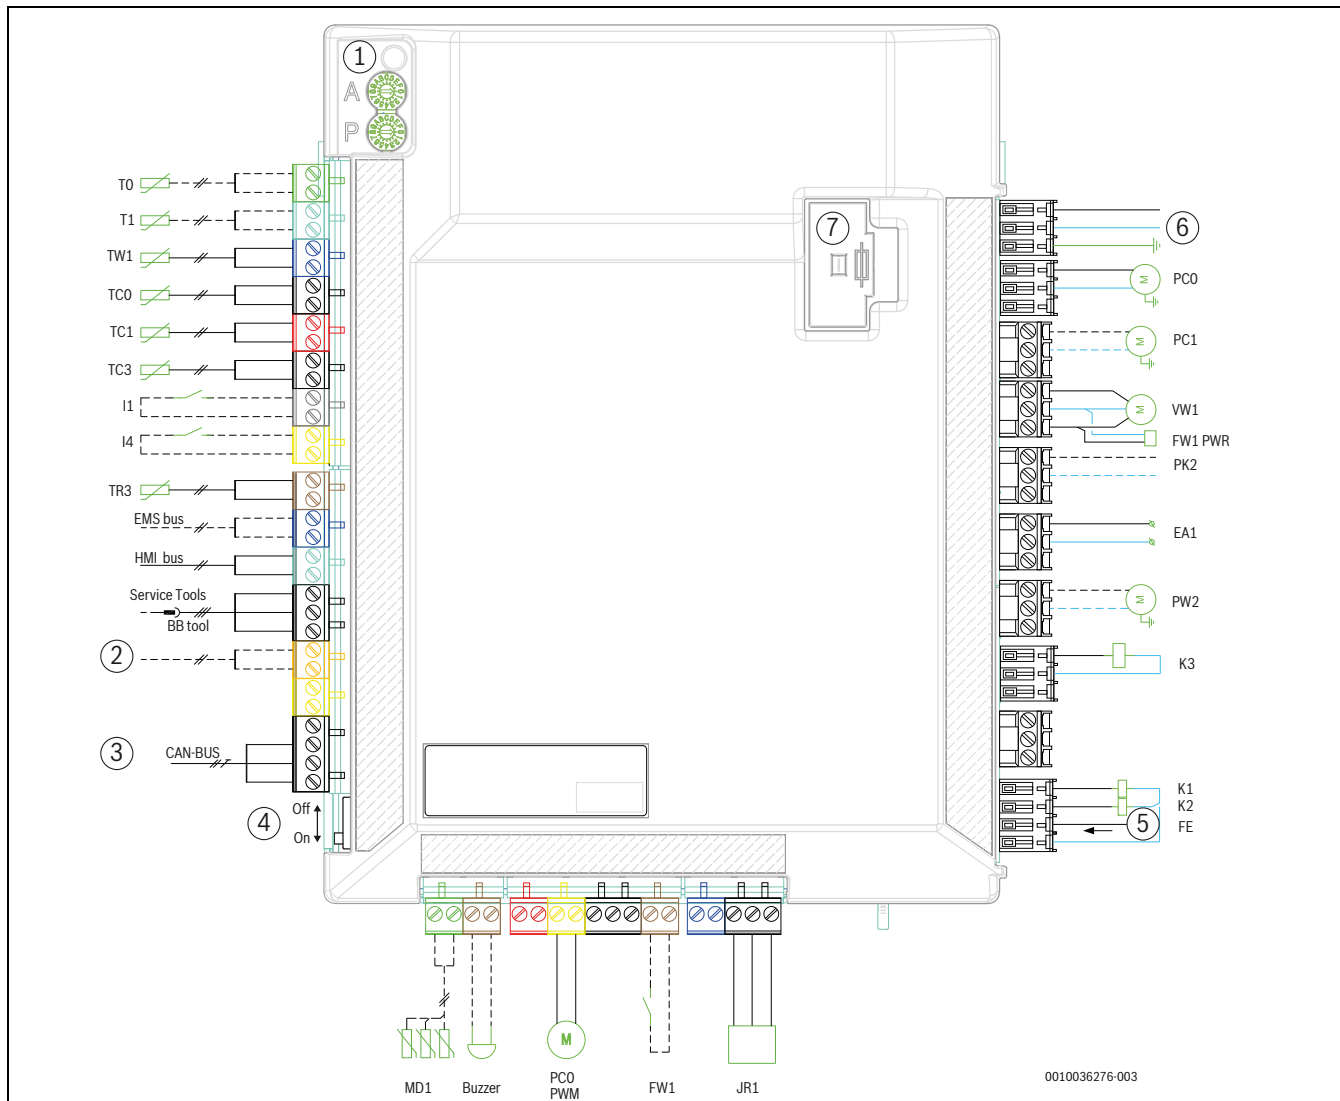 1
A
P
T0
T1
TW1
TC0
TC1
TC3
I1
I4
TR3
EMS bus
HMI bus
Service Tools
BB tool
2
3
CAN-BUS
4
Off
On
7
6
PC0
M
PC1
M
VW1
M
FW1 PWR
PK2
EA1
PW2
M
K3
K1
K2
5
FE
MD1
Buzzer
M
PC0
PWM
FW1
JR1
0010036276-003